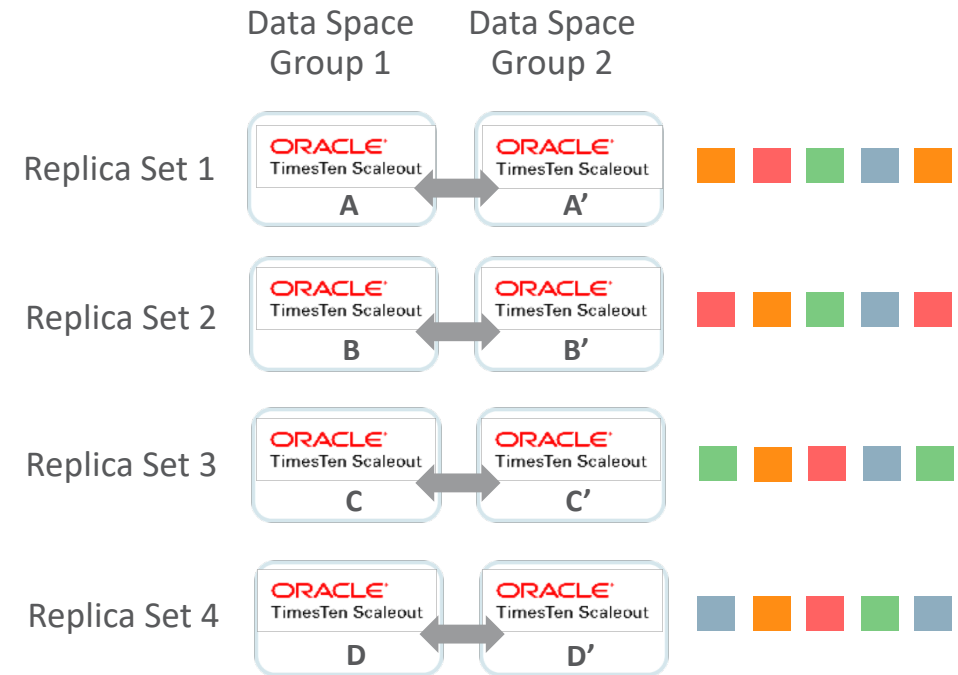 Data Space Group 1
Data Space Group 2
Replica Set 1
ORACLE'
TimesTen Scaleout
A
ORACLE'
TimesTen Scaleout
A’
Replica Set 2
ORACLE'
TimesTen Scaleout
B
ORACLE'
TimesTen Scaleout
B’
Replica Set 3
ORACLE'
TimesTen Scaleout
C
ORACLE'
TimesTen Scaleout
C’
Replica Set 4
ORACLE'
TimesTen Scaleout
D
ORACLE'
TimesTen Scaleout
D’